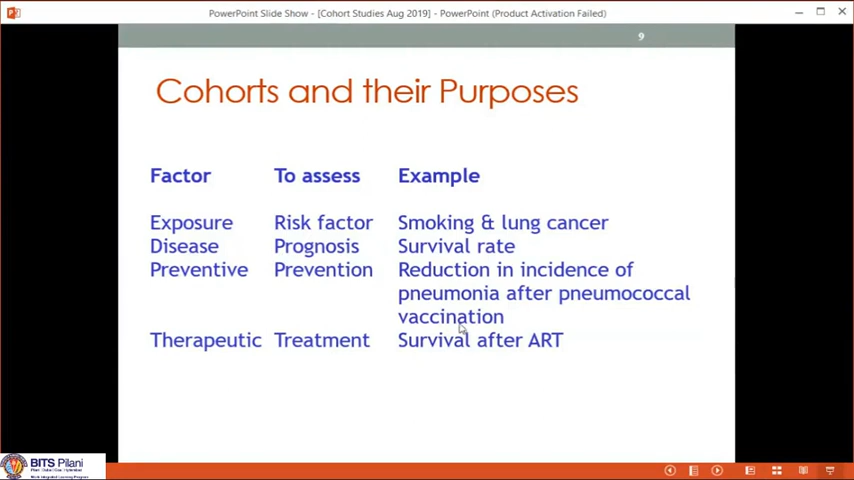 PowerPoint Slide Show - [Cohort Studies Aug 2019] - PowerPoint (Product Activation Failed)
9
Cohorts and their Purposes
Factor To assess Example
Exposure Risk factor Smoking & lung cancer
Disease Prognosis Survival rate
Preventive Prevention Reduction in incidence of
pneumonia after pneumococcal
vaccination
Therapeutic Treatment Survival after ART
BITS Pilani